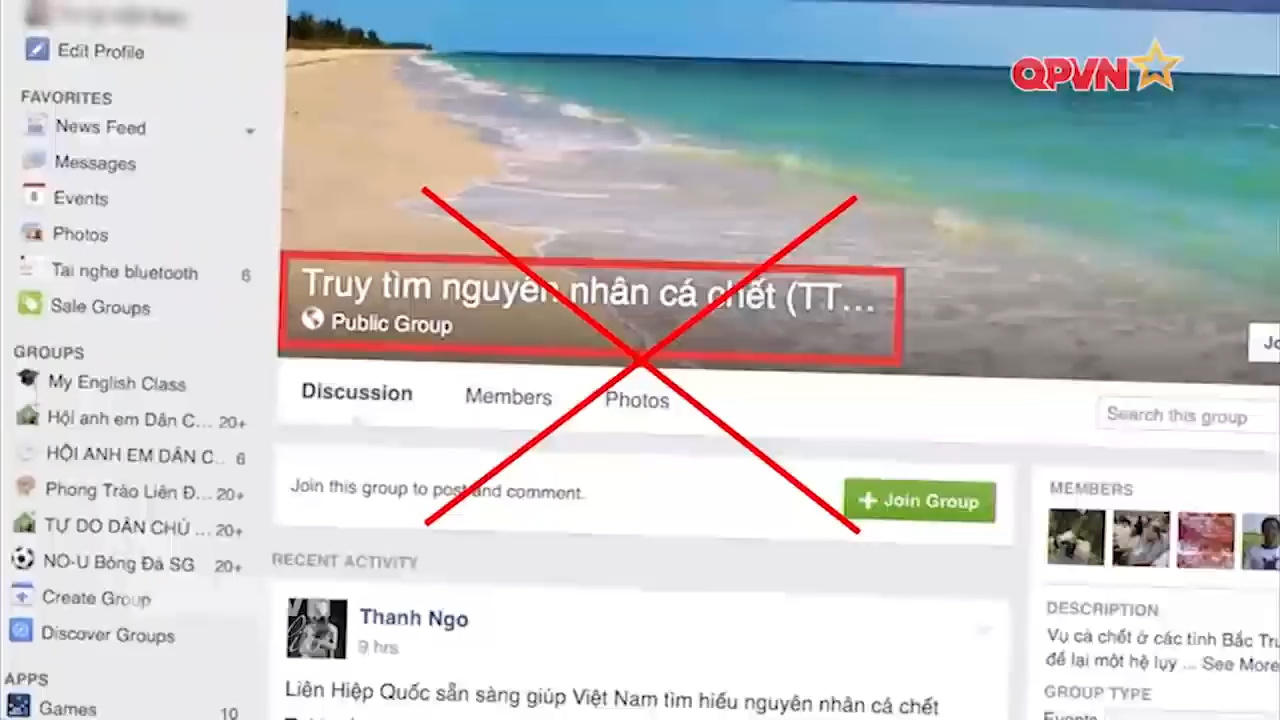 QPVN
Edit Profile
FAVORITES
News Feed
Messages
Events
Photos
Tai nghe bluetooth 6
Sale Groups
GROUPS
My English Class
Hội anh em Dân C... 20+
HỘI ANH EM DÂN C.. 6
Phong Trào Liên Đ... 20+
TỰ DO DÂN CHỦ ... 20+
NO-U Bóng Đá SG 20+
Create Group
Discover Groups
APPS
Games 10
Truy tìm nguyên nhân cá chết (TT...
Public Group
Jo
Discussion Members Photos
Search this group
Join this group to post and comment.
+ Join Group
RECENT ACTIVITY
Thanh Ngo
9 hrs
Liên Hiệp Quốc sẵn sàng giúp Việt Nam tìm hiểu nguyên nhân cá chết
MEMBERS
DESCRIPTION
Vụ cá chết ở các tỉnh Bắc Tru
để lại một hệ lụy ... See More
GROUP TYPE
Events